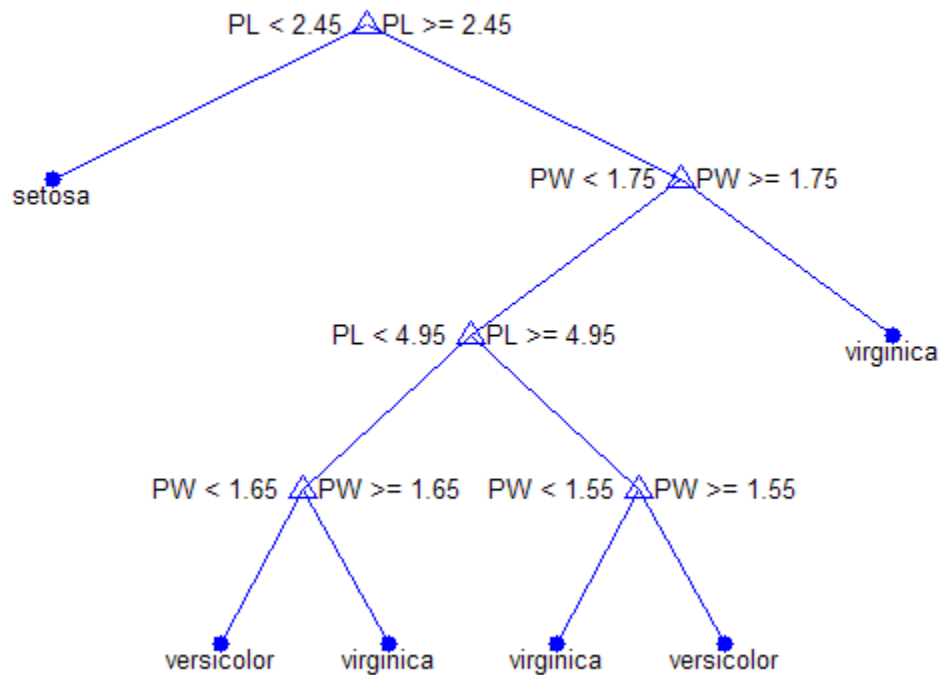 PL < 2.45 PL >= 2.45
setosa
PW < 1.75 PW >= 1.75
PL < 4.95 PL >= 4.95
virginica
PW < 1.65 PW >= 1.65 PW < 1.55 PW >= 1.55
versicolor virginica virginica versicolor